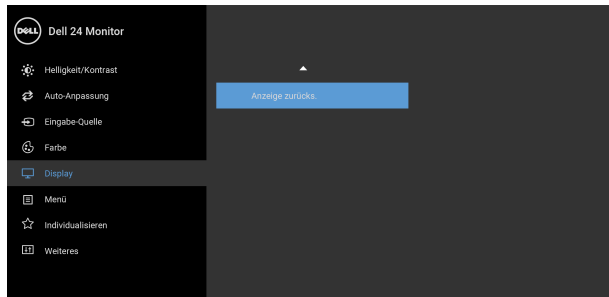 DELL Dell 24 Monitor
Helligkeit/Kontrast
Auto-Anpassung
Eingabe-Quelle
Farbe
Display
Menü
Individualisieren
Weiteres
Anzeige zurücks.